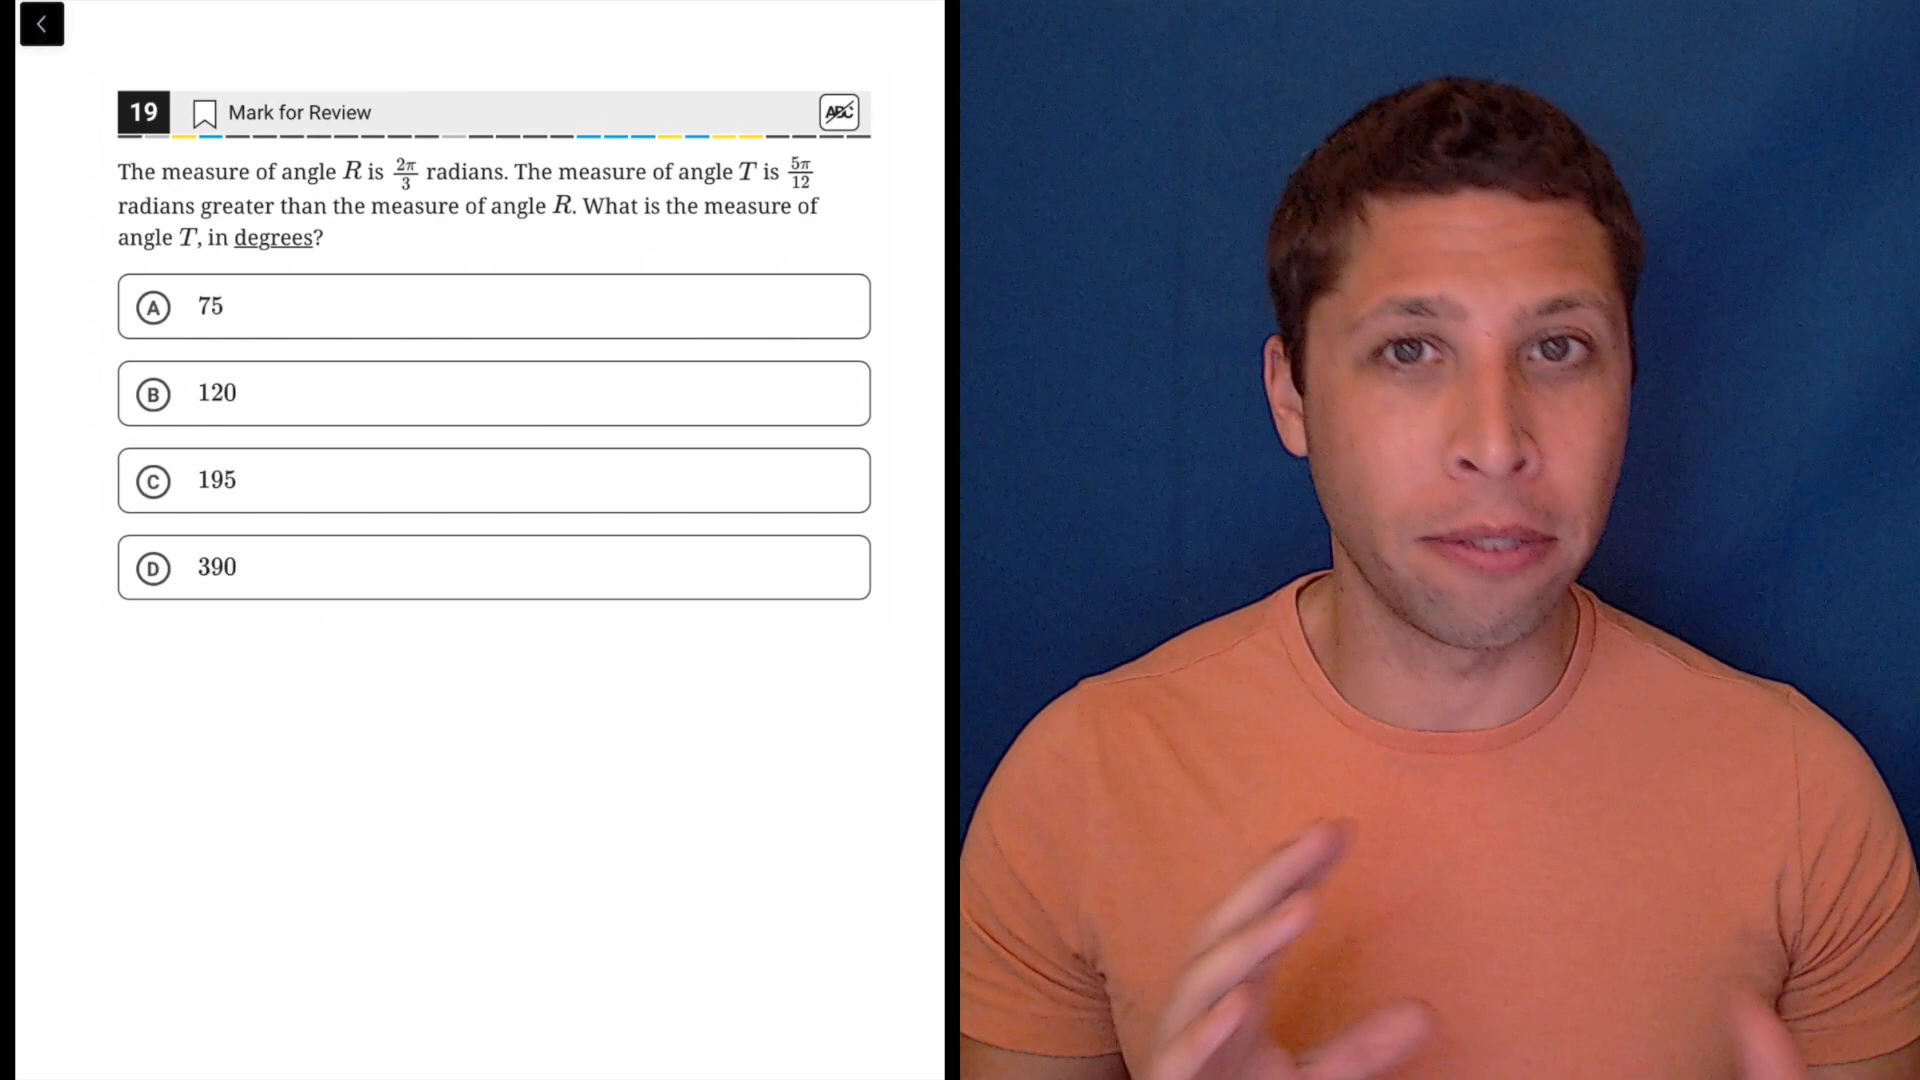 19 Mark for Review ABC
The measure of angle R is 2π/3 radians. The measure of angle T is 5π/12
radians greater than the measure of angle R. What is the measure of
angle T, in degrees?
A 75
B 120
C 195
D 390